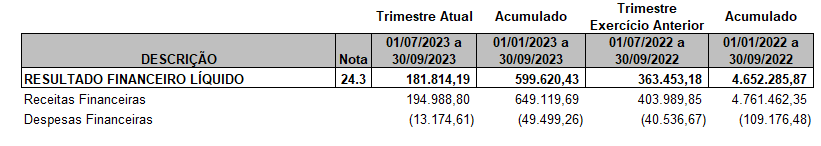 Trimestre Atual Acumulado Trimestre Exercício Anterior Acumulado
DESCRIÇÃO Nota 01/07/2023 a 30/09/2023 01/01/2023 a 30/09/2023 01/07/2022 a 30/09/2022 01/01/2022 a 30/09/2022
RESULTADO FINANCEIRO LÍQUIDO 24.3 181.814,19 599.620,43 363.453,18 4.652.285,87
Receitas Financeiras 194.988,80 649.119,69 403.989,85 4.761.462,35
Despesas Financeiras (13.174,61) (49.499,26) (40.536,67) (109.176,48)